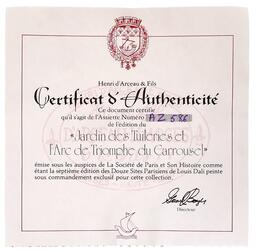 Henri d'Arceau & Fils
Certificat d'Authenticité
Ce document certifie
qu'il s'agit de l'Assiette Numéro AZ 586
de l'édition du
«Jardin des Tuileries et
l'Arc de Triomphe du Carrousel»
émise sous les auspices de La Société de Paris et Son Histoire comme
étant la septième édition des Douze Sites Parisiens de Louis Dali peinte
sous commandement exclusif pour cette collection.
Directeur